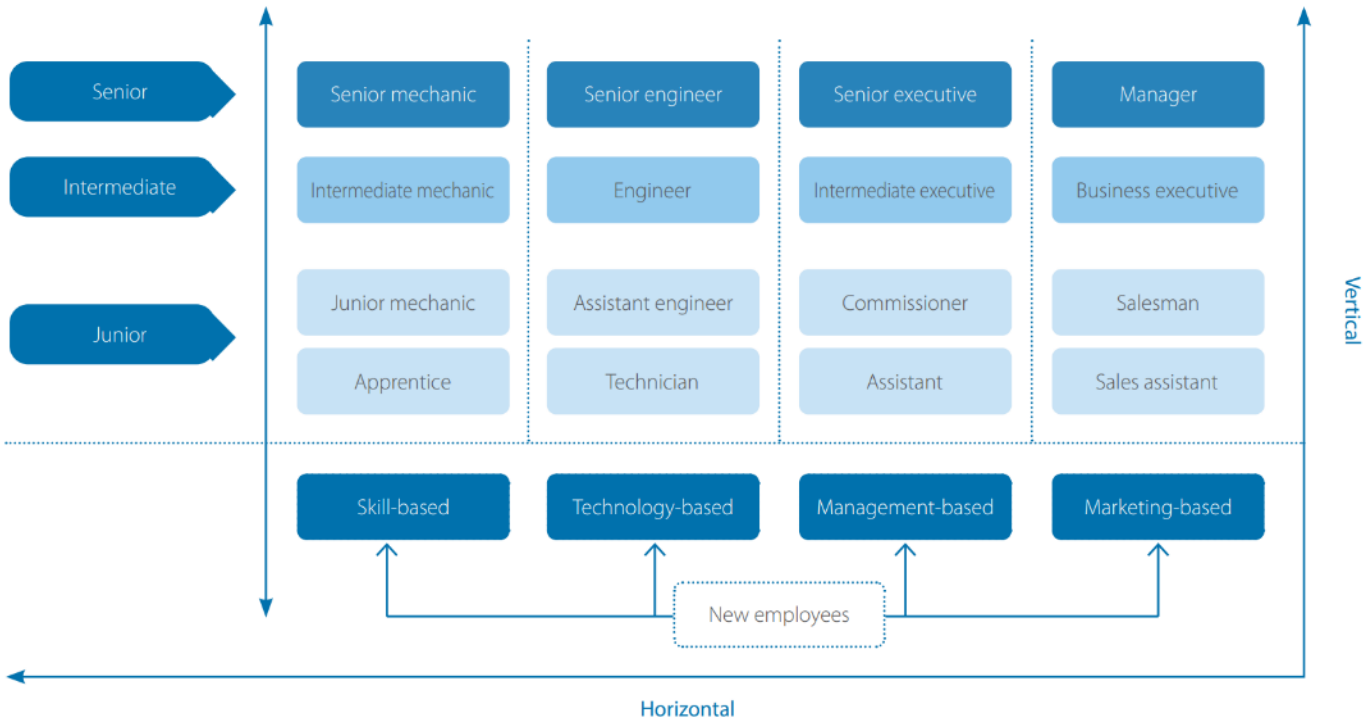 Senior
Senior mechanic
Senior engineer
Senior executive
Manager
Intermediate
Intermediate mechanic
Engineer
Intermediate executive
Business executive
Junior
Junior mechanic
Assistant engineer
Commissioner
Salesman
Apprentice
Technician
Assistant
Sales assistant
Vertical
Skill-based
Technology-based
Management-based
Marketing-based
New employees
Horizontal